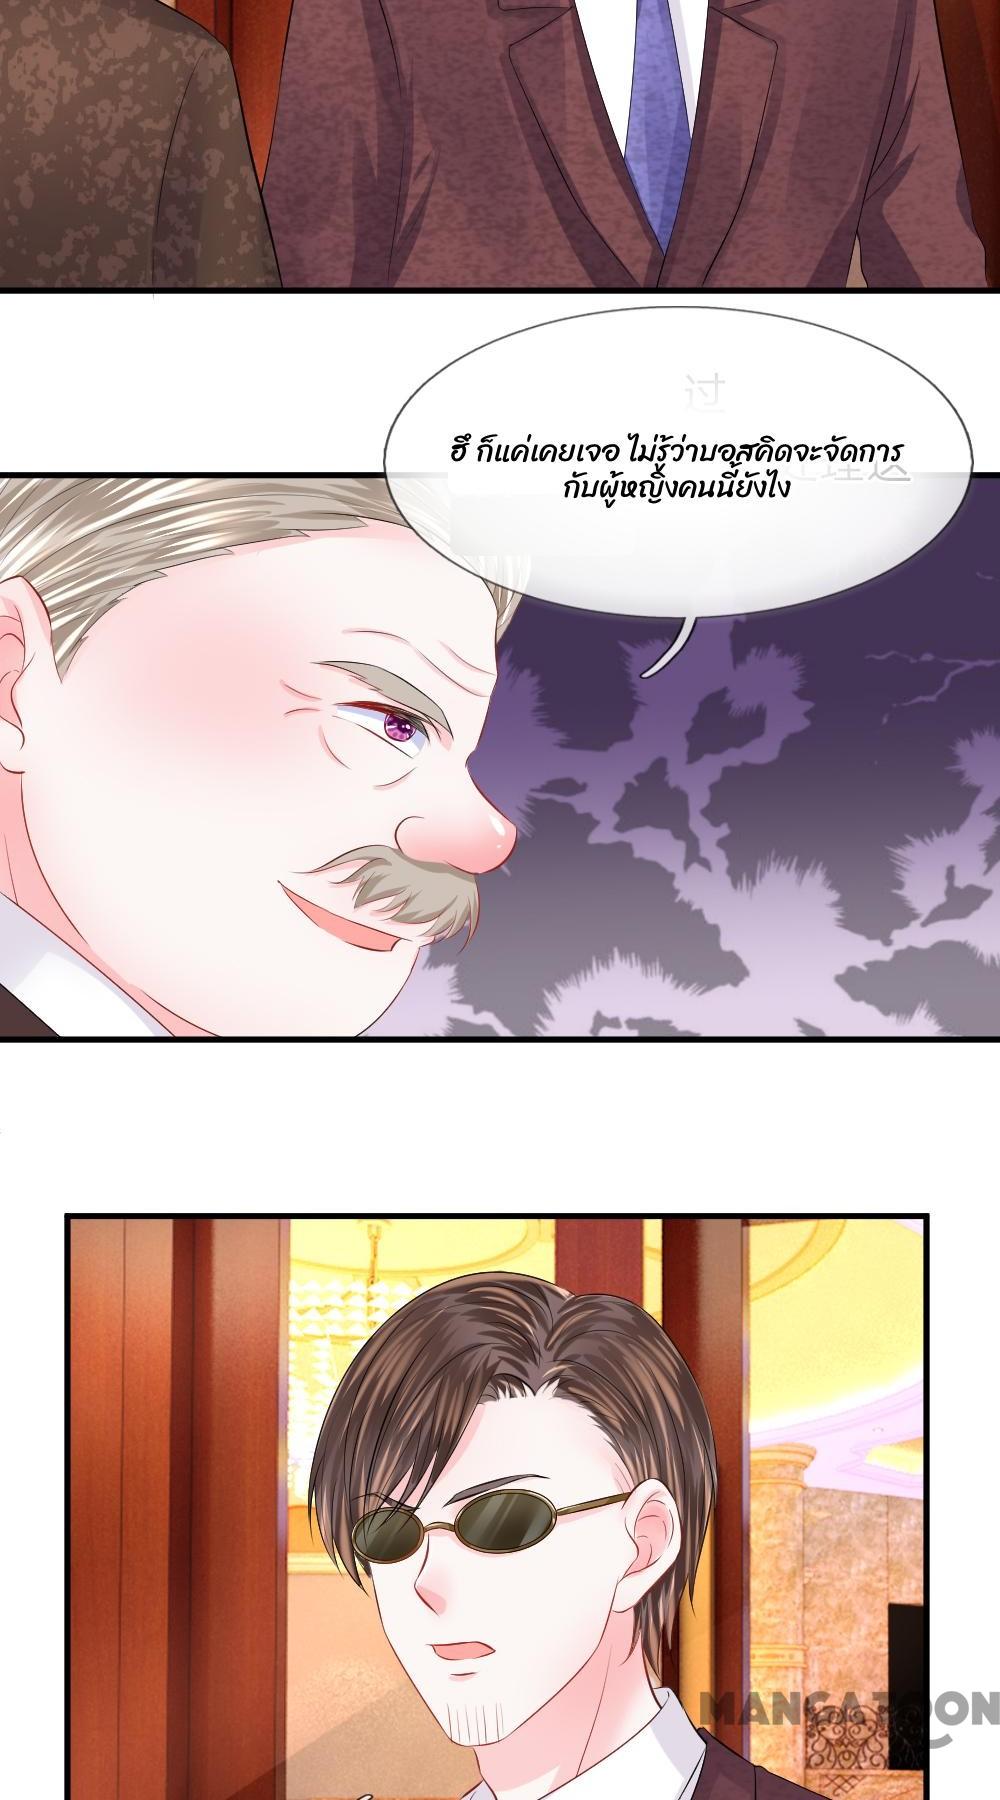 过
ฮึ ก็แค่เคยเจอ ไม่รู้ว่าบอสคิดจะจัดการ
กับผู้หญิงคนนี้ยังไง
MANGATOON